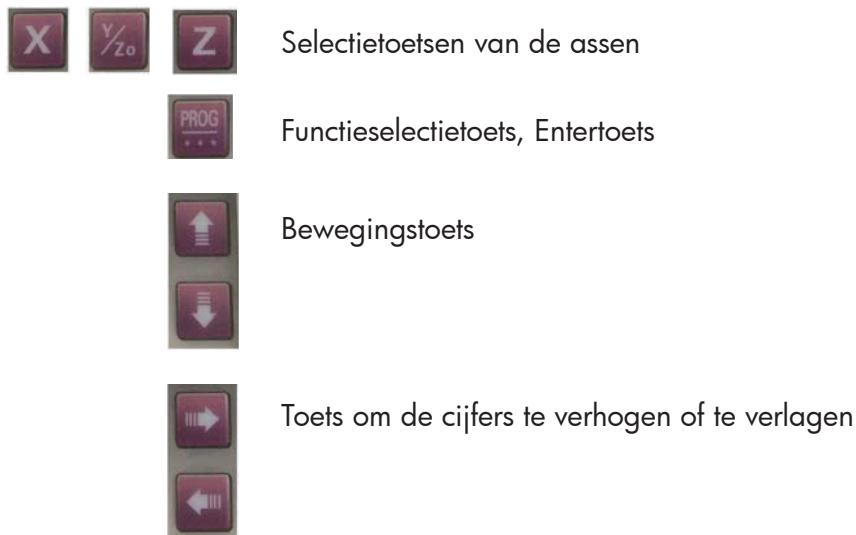 X Y/Zo Z Selectietoetsen van de assen
PROG Functieselectietoets, Entertoets
Bewegingstoets
Toets om de cijfers te verhogen of te verlagen